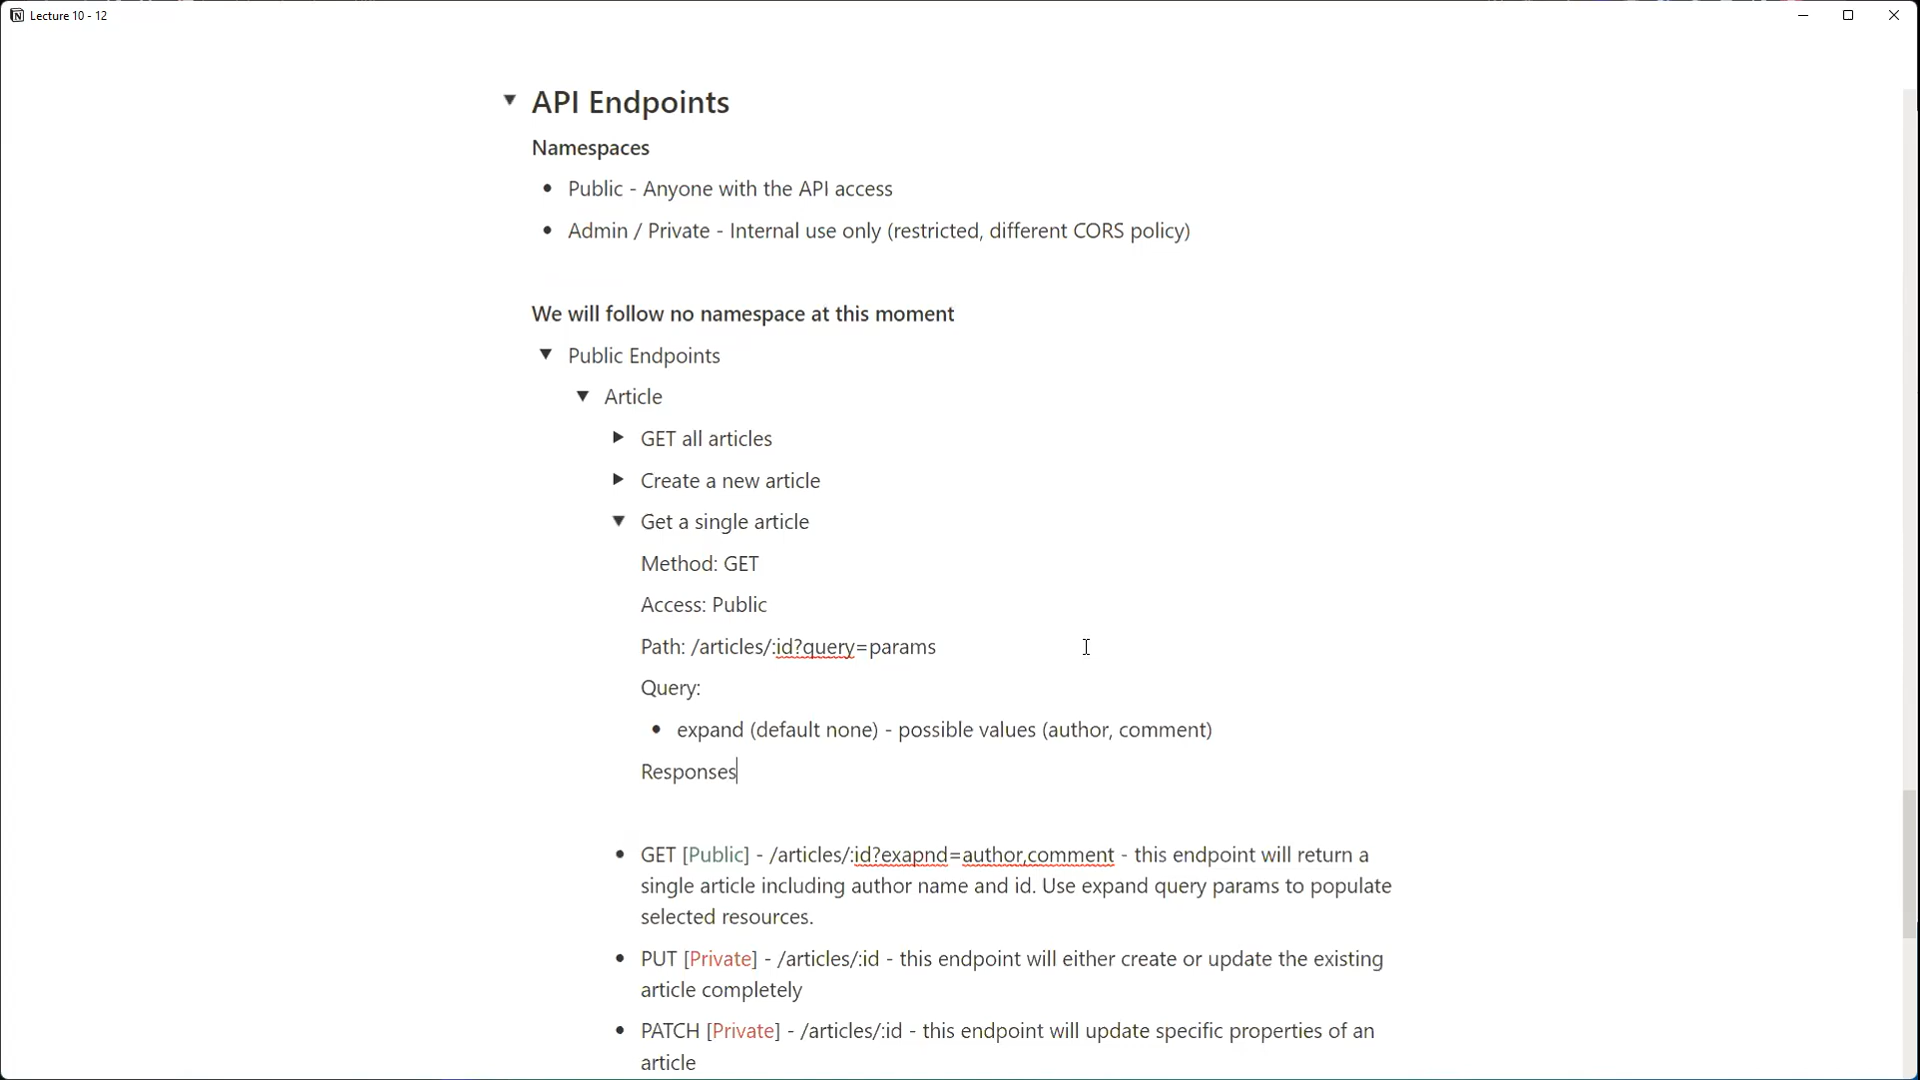 Lecture 10 - 12
API Endpoints
Namespaces
Public - Anyone with the API access
Admin / Private - Internal use only (restricted, different CORS policy)
We will follow no namespace at this moment
Public Endpoints
Article
GET all articles
Create a new article
Get a single article
Method: GET
Access: Public
Path: /articles/:id?query=params
Query:
expand (default none) - possible values (author, comment)
Responses
GET [Public] - /articles/:id?exapnd=author,comment - this endpoint will return a
single article including author name and id. Use expand query params to populate
selected resources.
PUT [Private] - /articles/:id - this endpoint will either create or update the existing
article completely
PATCH [Private] - /articles/:id - this endpoint will update specific properties of an
article